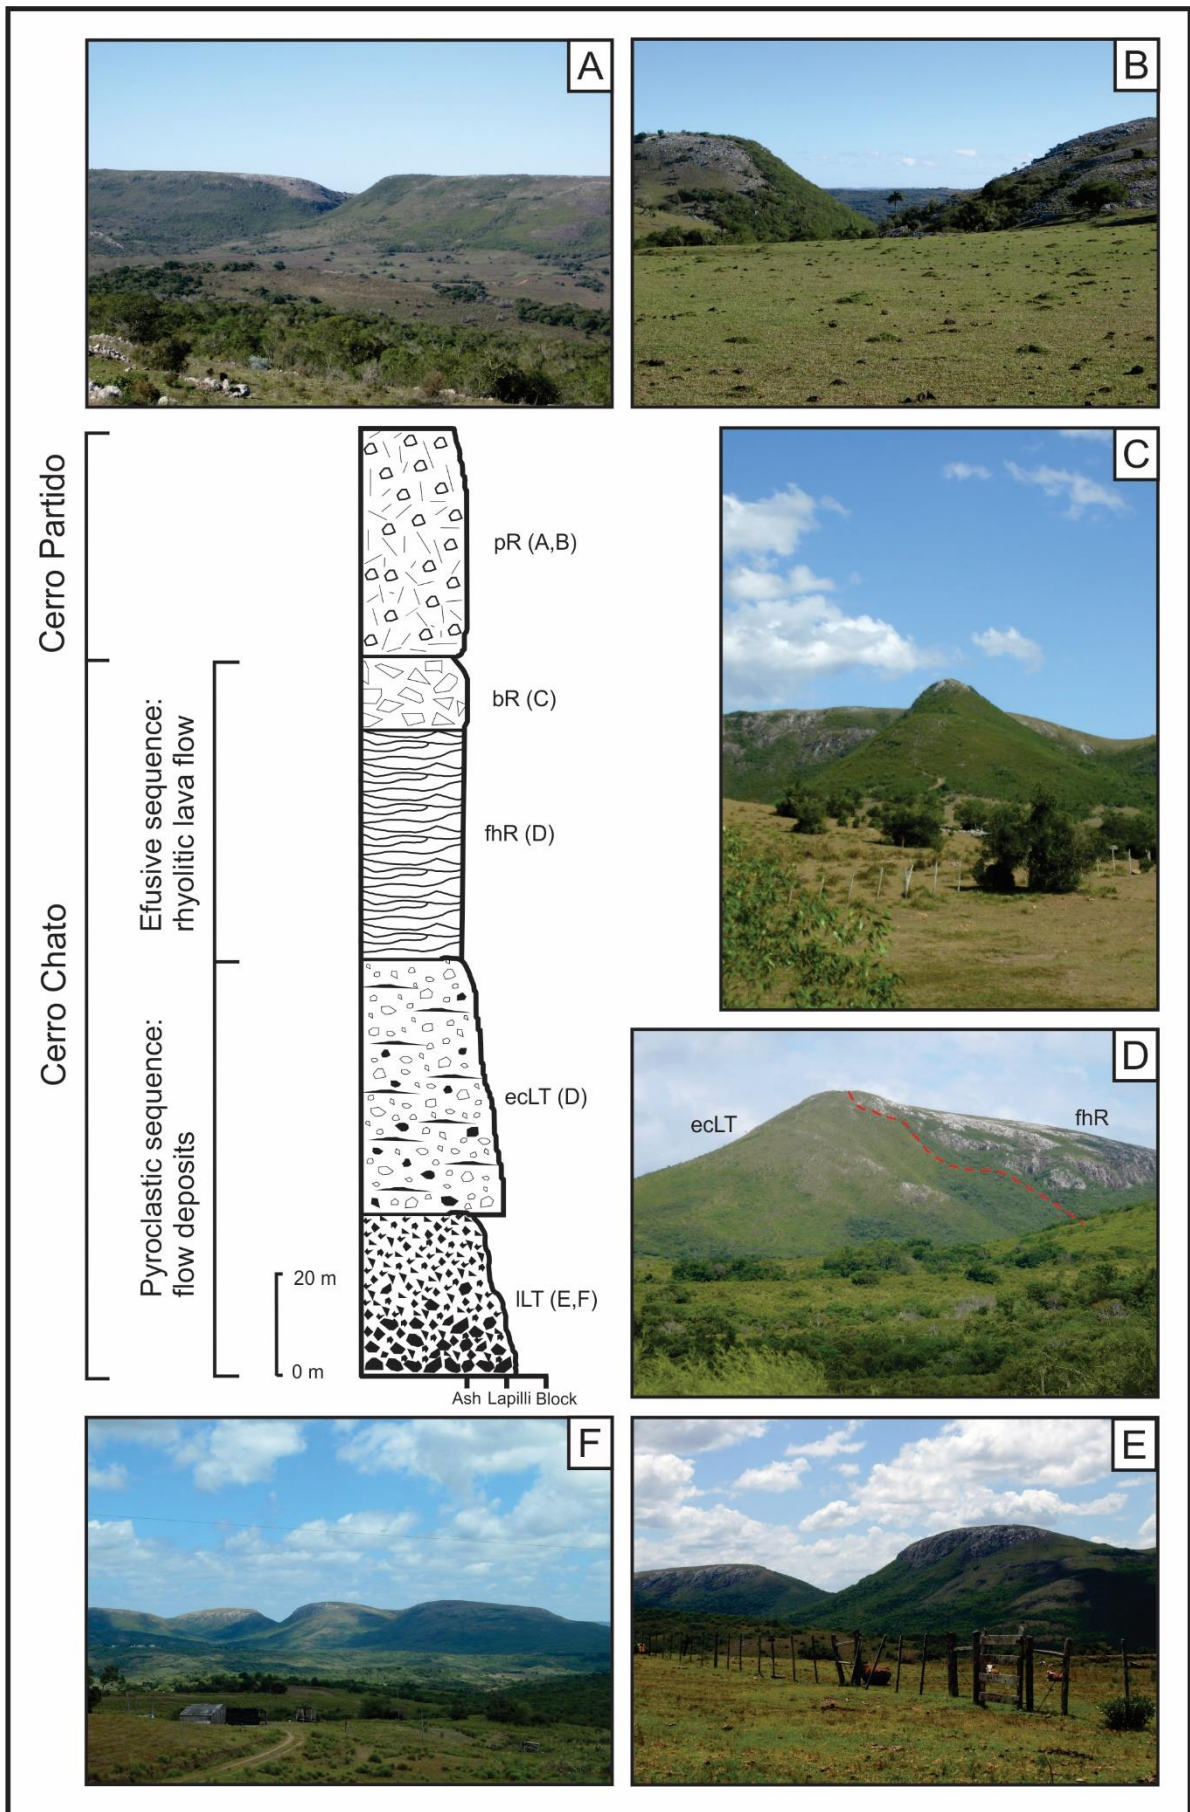 A
B
Cerro Partido
pR (A,B)
C
bR (C)
Efusive sequence:
rhyolitic lava flow
fhR (D)
Cerro Chato
Pyroclastic sequence:
flow deposits
ecLT (D)
D
ecLT
fhR
20 m
lLT (E,F)
0 m
Ash Lapilli Block
F
E